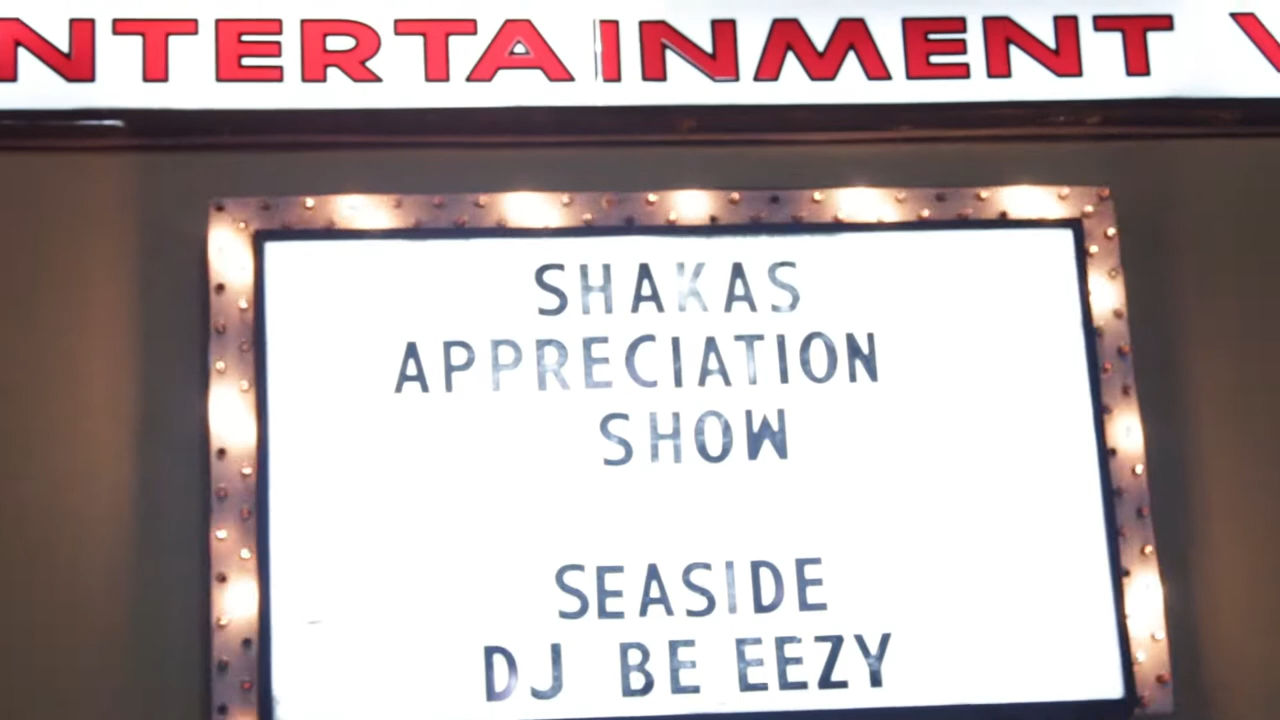 NTERTAINMENT
SHAKAS
APPRECIATION
SHOW
SEASIDE
DJ BE EEZY